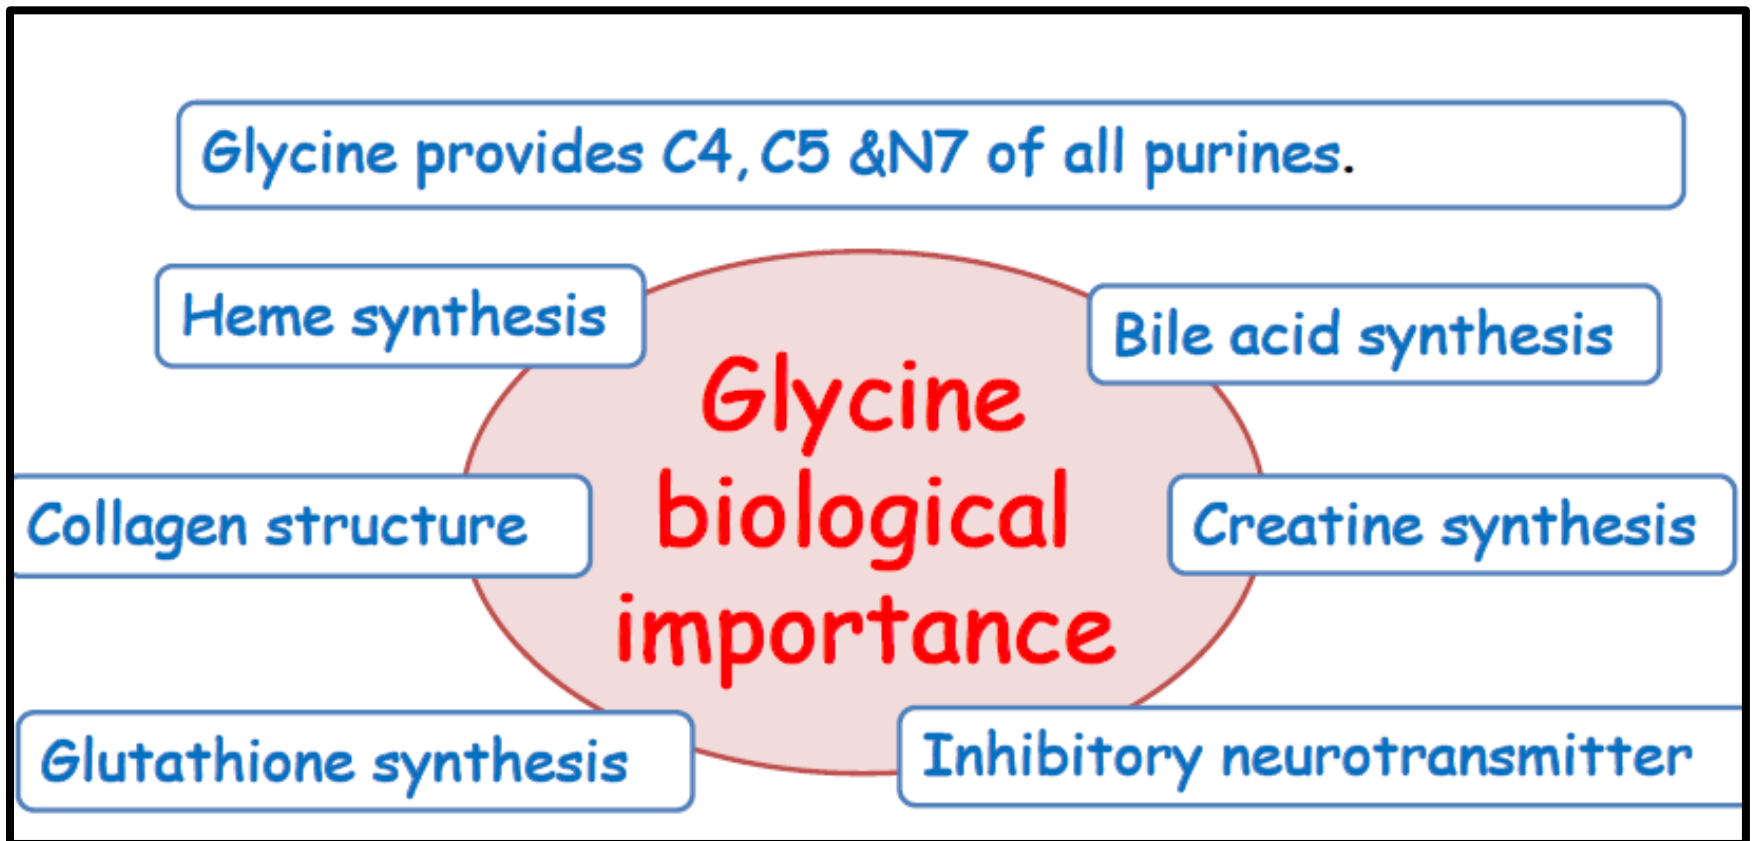 Glycine provides C4, C5 &N7 of all purines.
Heme synthesis
Bile acid synthesis
Glycine
biological
importance
Collagen structure
Creatine synthesis
Glutathione synthesis
Inhibitory neurotransmitter